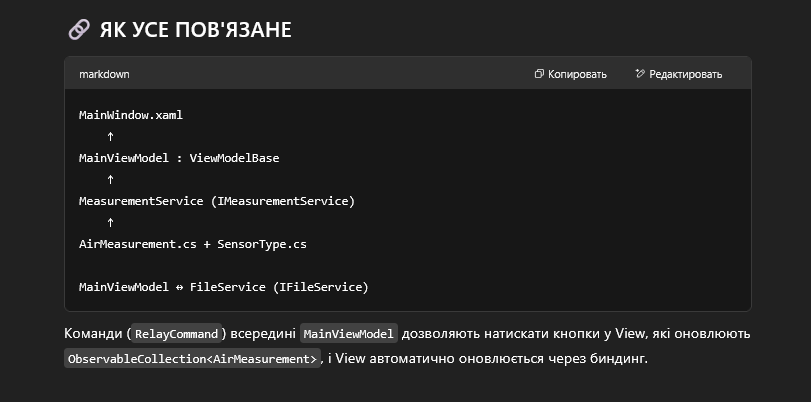 🔗 ЯК УСЕ ПОВ'ЯЗАНЕ
markdown Копировать Редактировать
MainWindow.xaml
↑
MainViewModel : ViewModelBase
↑
MeasurementService (IMeasurementService)
↑
AirMeasurement.cs + SensorType.cs
MainViewModel ↔ FileService (IFileService)
Команди (RelayCommand) всередині MainViewModel дозволяють натискати кнопки у View, які оновлюють
ObservableCollection<AirMeasurement>, і View автоматично оновлюється через биндинг.